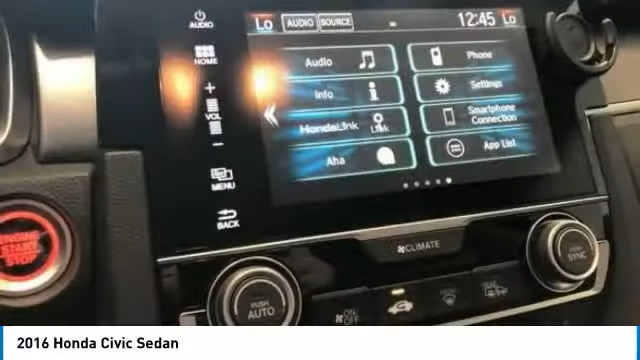 AUDIO
HOME
+
VOL
−
MENU
BACK
Lo AUDIO SOURCE 12:45 Lo
Audio
Phone
Info
Settings
HondaLink
Link
Smartphone
Connection
Aha
App List
ENGINE
START
STOP
CLIMATE
PUSH
AUTO
ON
OFF
PUSH
SYNC
2016 Honda Civic Sedan